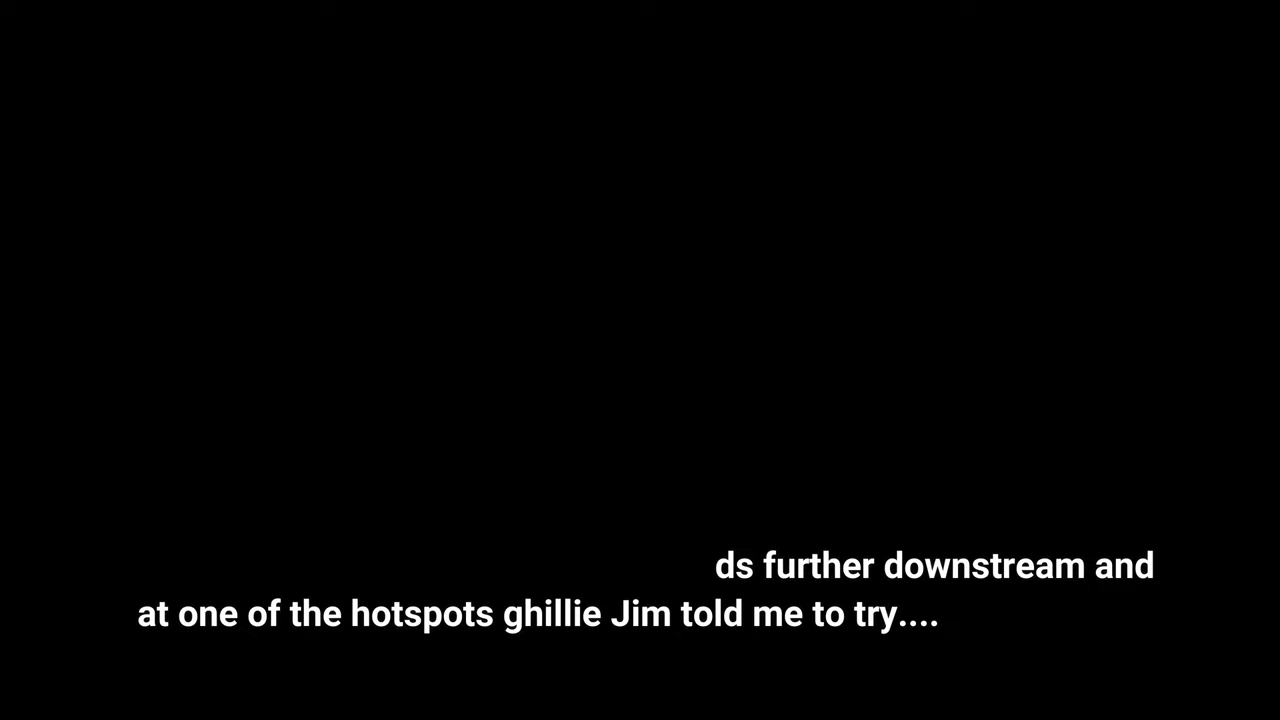 ds further downstream and
at one of the hotspots ghillie Jim told me to try....